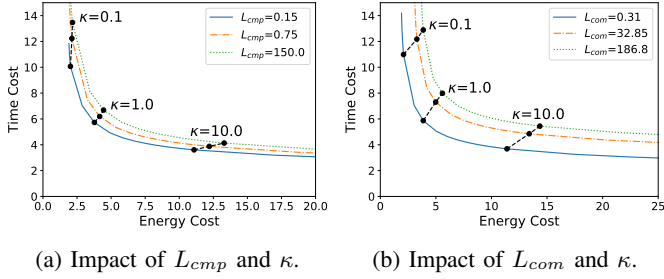 κ=0.1
κ=1.0
κ=10.0
L_cmp=0.15
L_cmp=0.75
L_cmp=150.0
Time Cost
14
12
10
8
6
4
2
0
0.0 2.5 5.0 7.5 10.0 12.5 15.0 17.5 20.0
Energy Cost
(a) Impact of L_cmp and κ.
κ=0.1
κ=1.0
κ=10.0
L_com=0.31
L_com=32.85
L_com=186.8
Time Cost
14
12
10
8
6
4
2
0
0 5 10 15 20 25
Energy Cost
(b) Impact of L_com and κ.